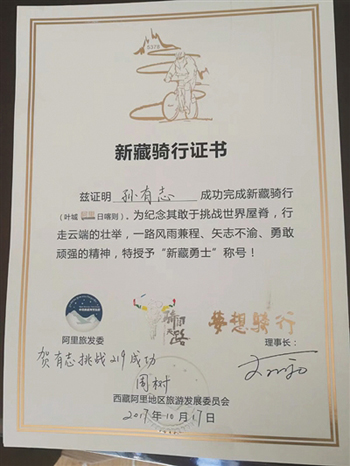 5379
新藏骑行证书
兹证明 孙有志 成功完成新藏骑行
(叶城 日喀则)。为纪念其敢于挑战世界屋脊，行
走云端的壮举，一路风雨兼程、矢志不渝、勇敢
顽强的精神，特授予“新藏勇士”称号！
骑行
天路
梦想骑行
阿里旅发委
理事长：
贺有志挑战219成功
周树
西藏阿里地区旅游发展委员会
2017年10月17日